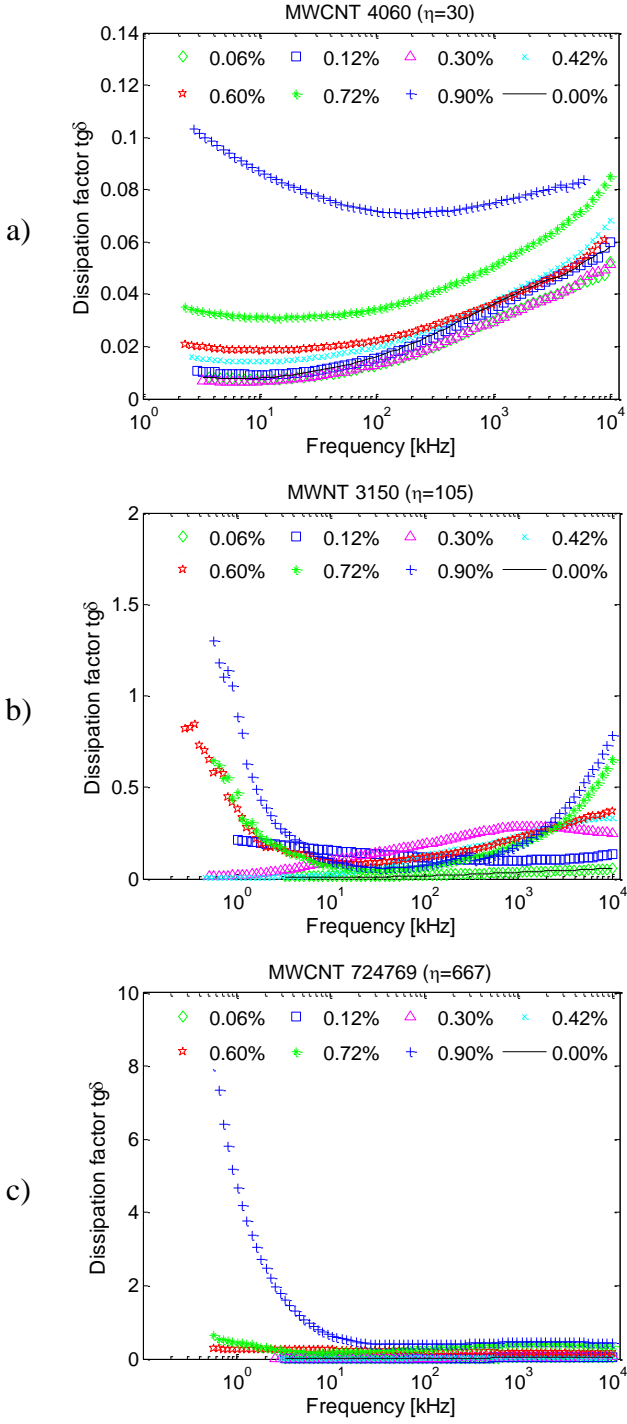 MWCNT 4060 (η=30)
0.14
0.06% 0.12% 0.30% 0.42%
0.12
0.60% 0.72% 0.90% 0.00%
0.1
0.08
a)
Dissipation factor tgδ
0.06
0.04
0.02
0
10^0 10^1 10^2 10^3 10^4
Frequency [kHz]
MWNT 3150 (η=105)
2
0.06% 0.12% 0.30% 0.42%
0.60% 0.72% 0.90% 0.00%
1.5
b)
Dissipation factor tgδ
1
0.5
0
10^0 10^1 10^2 10^3 10^4
Frequency [kHz]
MWCNT 724769 (η=667)
10
0.06% 0.12% 0.30% 0.42%
0.60% 0.72% 0.90% 0.00%
8
6
c)
Dissipation factor tgδ
4
2
0
10^0 10^1 10^2 10^3 10^4
Frequency [kHz]